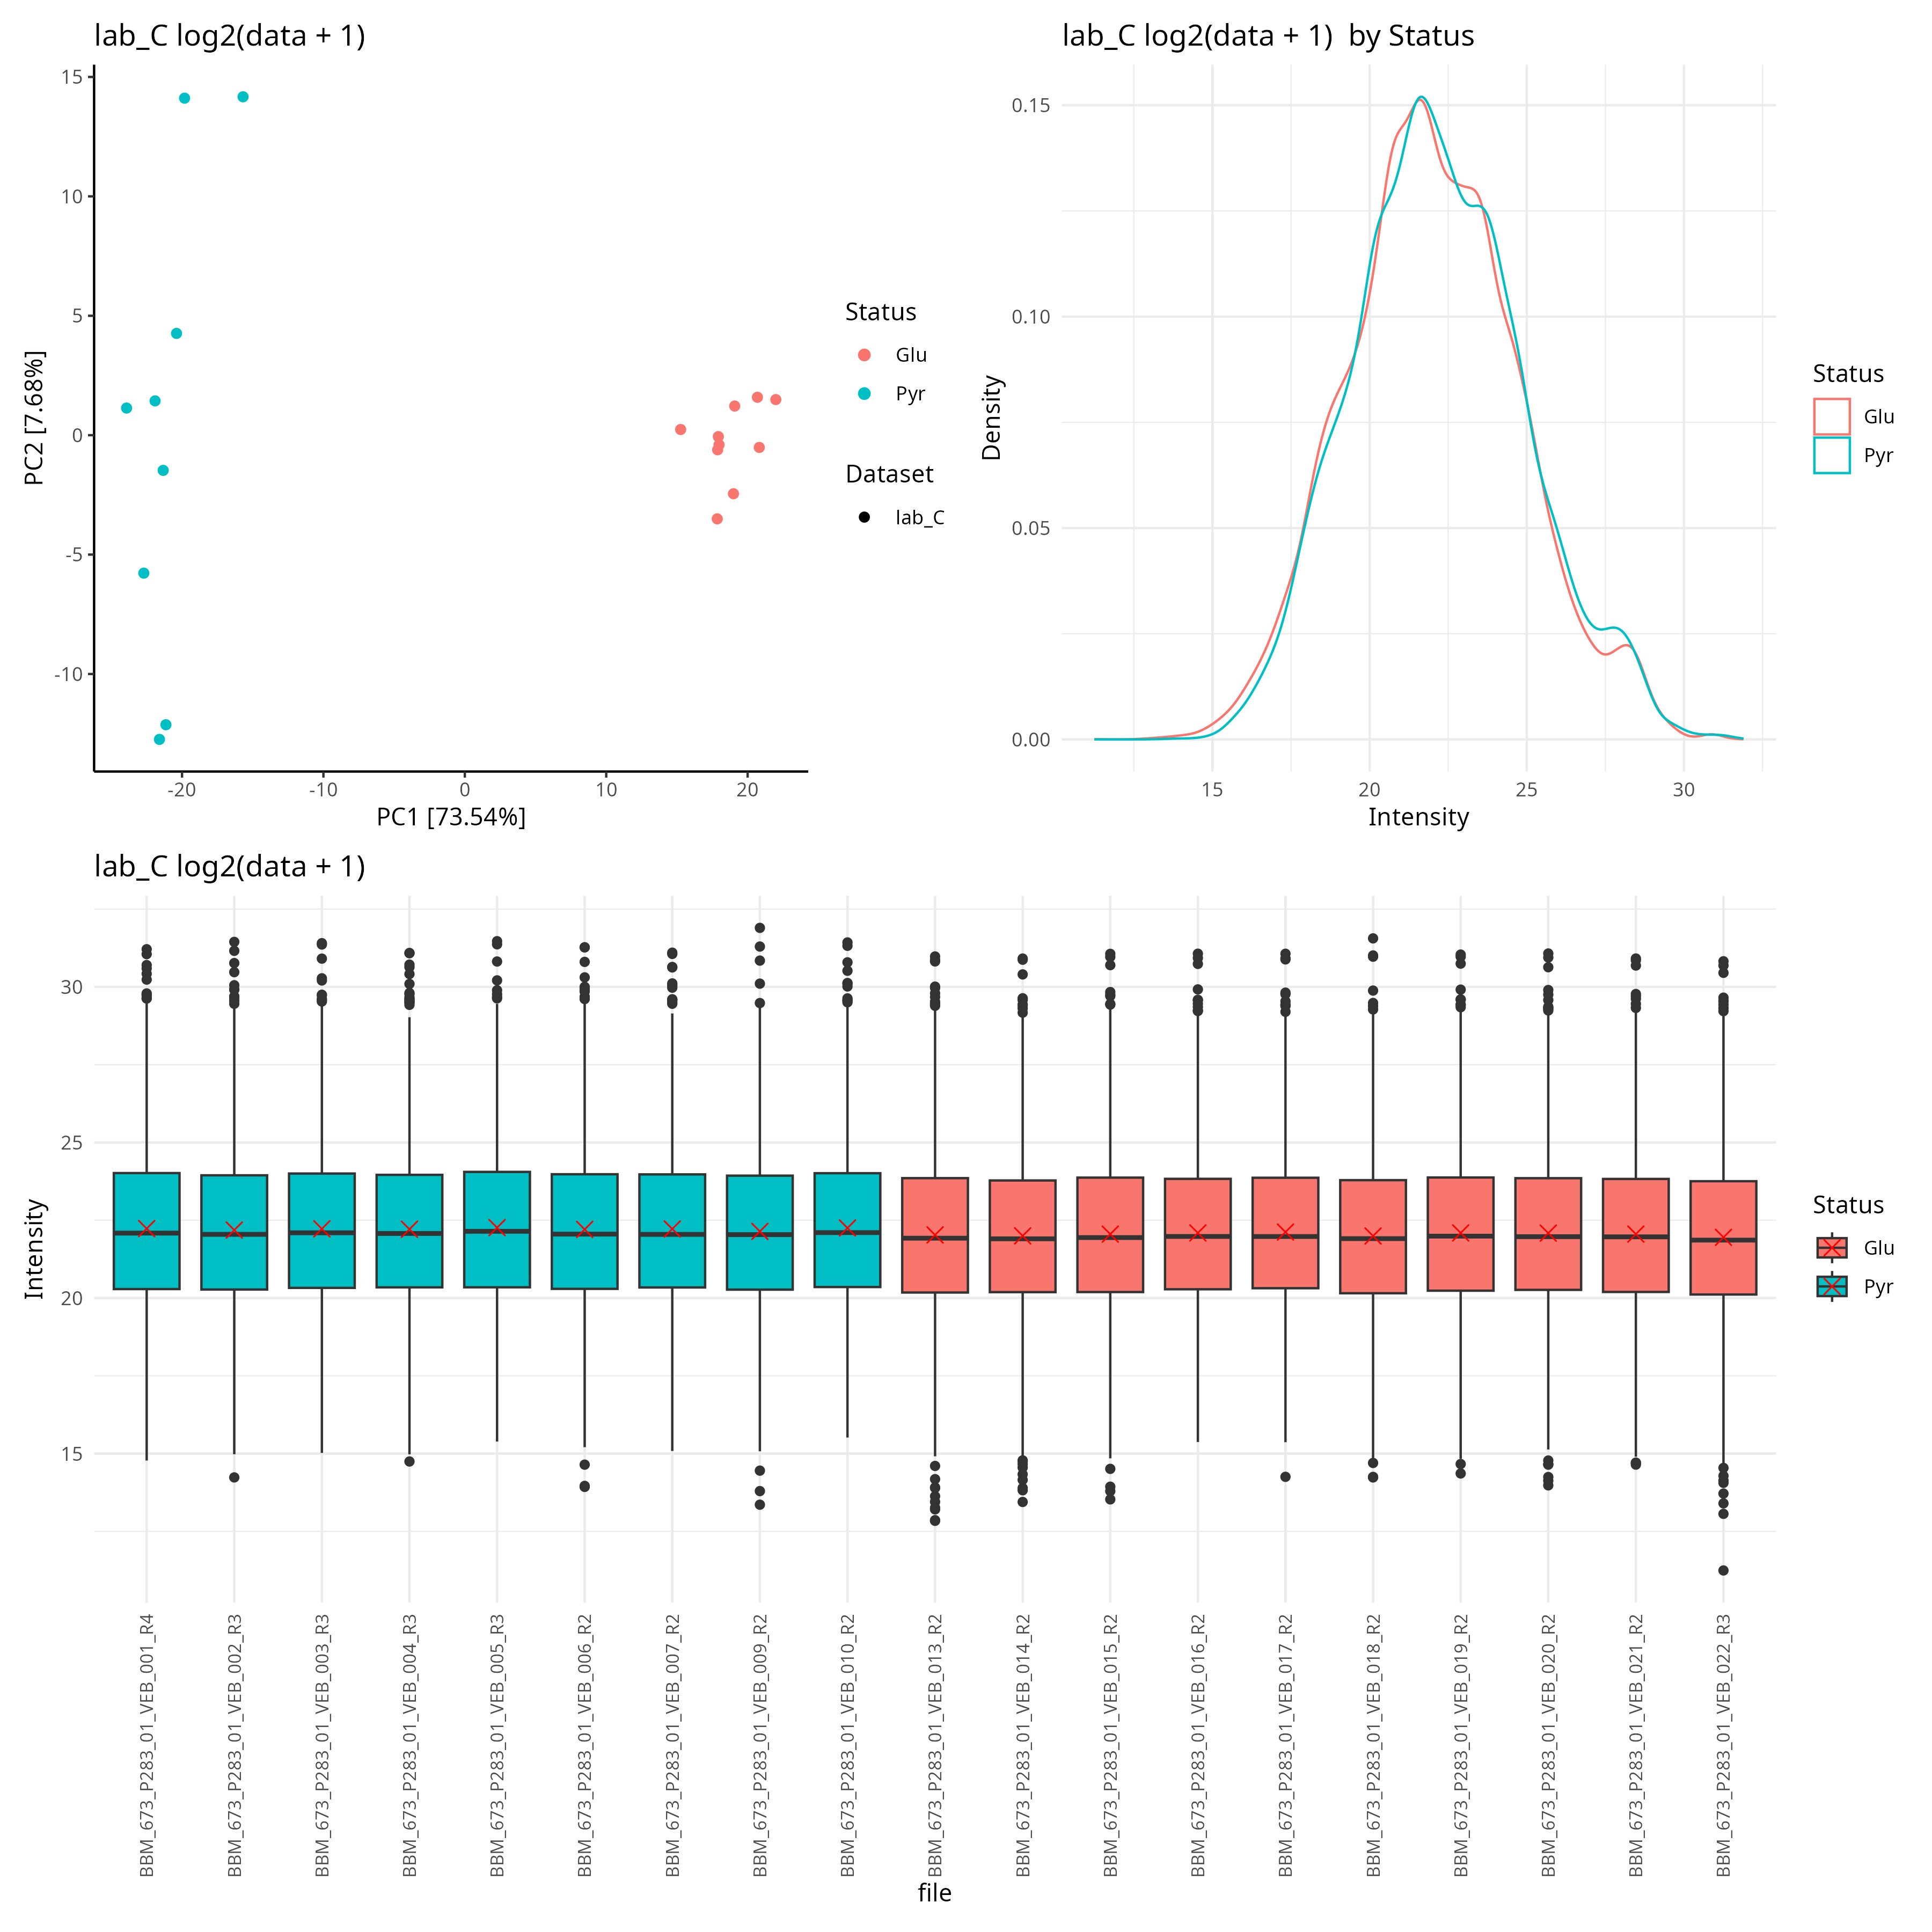 lab_C log2(data + 1)
15
10
5
0
-5
-10
PC2 [7.68%]
-20
-10
0
10
20
PC1 [73.54%]
Status
Glu
Pyr
Dataset
lab_C
lab_C log2(data + 1)  by Status
0.15
0.10
0.05
0.00
Density
15
20
25
30
Intensity
Status
Glu
Pyr
lab_C log2(data + 1)
30
25
20
15
Intensity
BBM_673_P283_01_VEB_001_R4
BBM_673_P283_01_VEB_002_R3
BBM_673_P283_01_VEB_003_R3
BBM_673_P283_01_VEB_004_R3
BBM_673_P283_01_VEB_005_R3
BBM_673_P283_01_VEB_006_R2
BBM_673_P283_01_VEB_007_R2
BBM_673_P283_01_VEB_009_R2
BBM_673_P283_01_VEB_010_R2
BBM_673_P283_01_VEB_013_R2
BBM_673_P283_01_VEB_014_R2
BBM_673_P283_01_VEB_015_R2
BBM_673_P283_01_VEB_016_R2
BBM_673_P283_01_VEB_017_R2
BBM_673_P283_01_VEB_018_R2
BBM_673_P283_01_VEB_019_R2
BBM_673_P283_01_VEB_020_R2
BBM_673_P283_01_VEB_021_R2
BBM_673_P283_01_VEB_022_R3
file
Status
Glu
Pyr